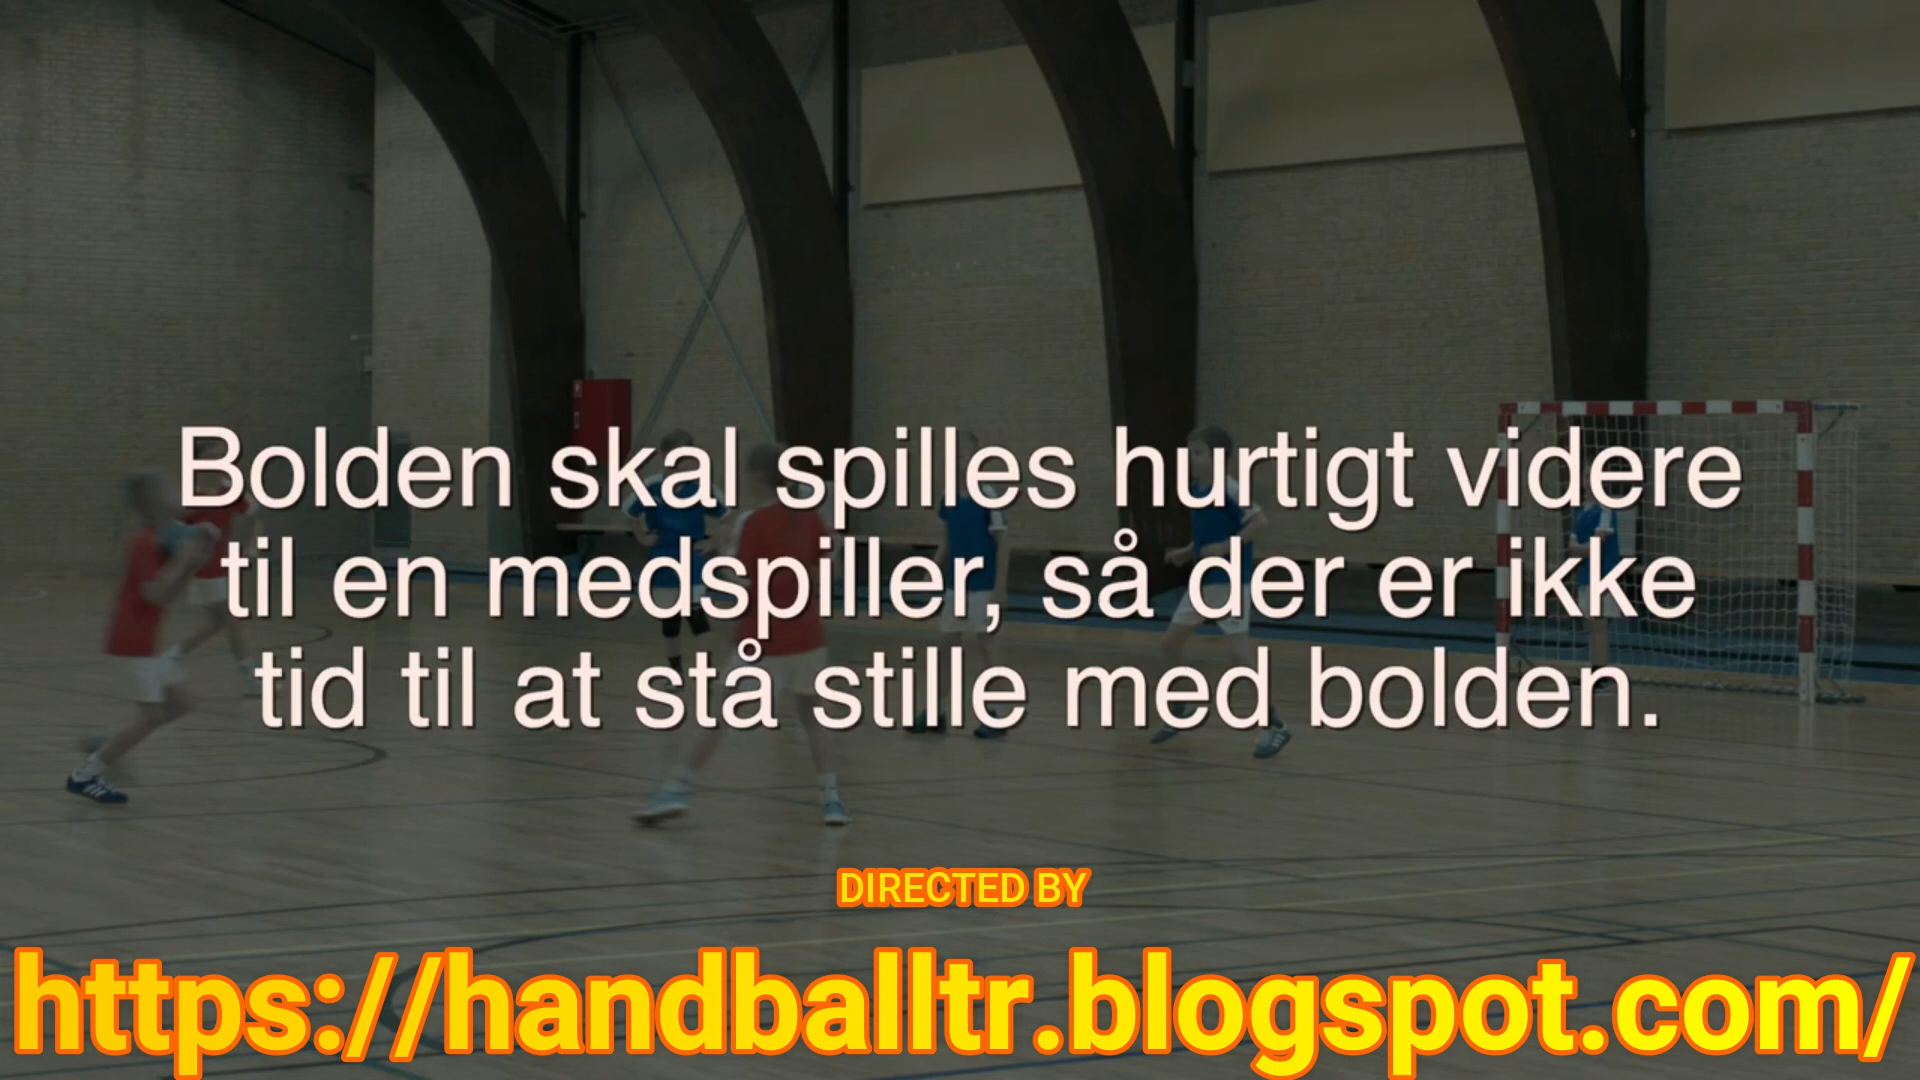 Bolden skal spilles hurtigt videre
til en medspiller, så der er ikke
tid til at stå stille med bolden.
DIRECTED BY
https://handballtr.blogspot.com/